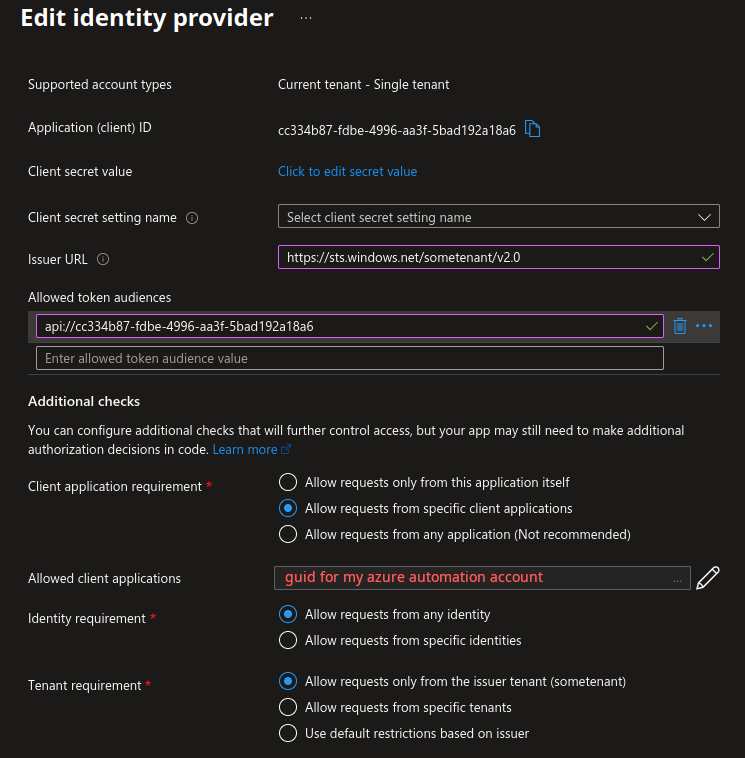 Edit identity provider ...
Supported account types Current tenant - Single tenant
Application (client) ID cc334b87-fdbe-4996-aa3f-5bad192a18a6
Client secret value Click to edit secret value
Client secret setting name Select client secret setting name
Issuer URL https://sts.windows.net/sometenant/v2.0
Allowed token audiences
api://cc334b87-fdbe-4996-aa3f-5bad192a18a6
Enter allowed token audience value
Additional checks
You can configure additional checks that will further control access, but your app may still need to make additional
authorization decisions in code. Learn more
Client application requirement * Allow requests only from this application itself
Allow requests from specific client applications
Allow requests from any application (Not recommended)
Allowed client applications guid for my azure automation account ...
Identity requirement * Allow requests from any identity
Allow requests from specific identities
Tenant requirement * Allow requests only from the issuer tenant (sometenant)
Allow requests from specific tenants
Use default restrictions based on issuer